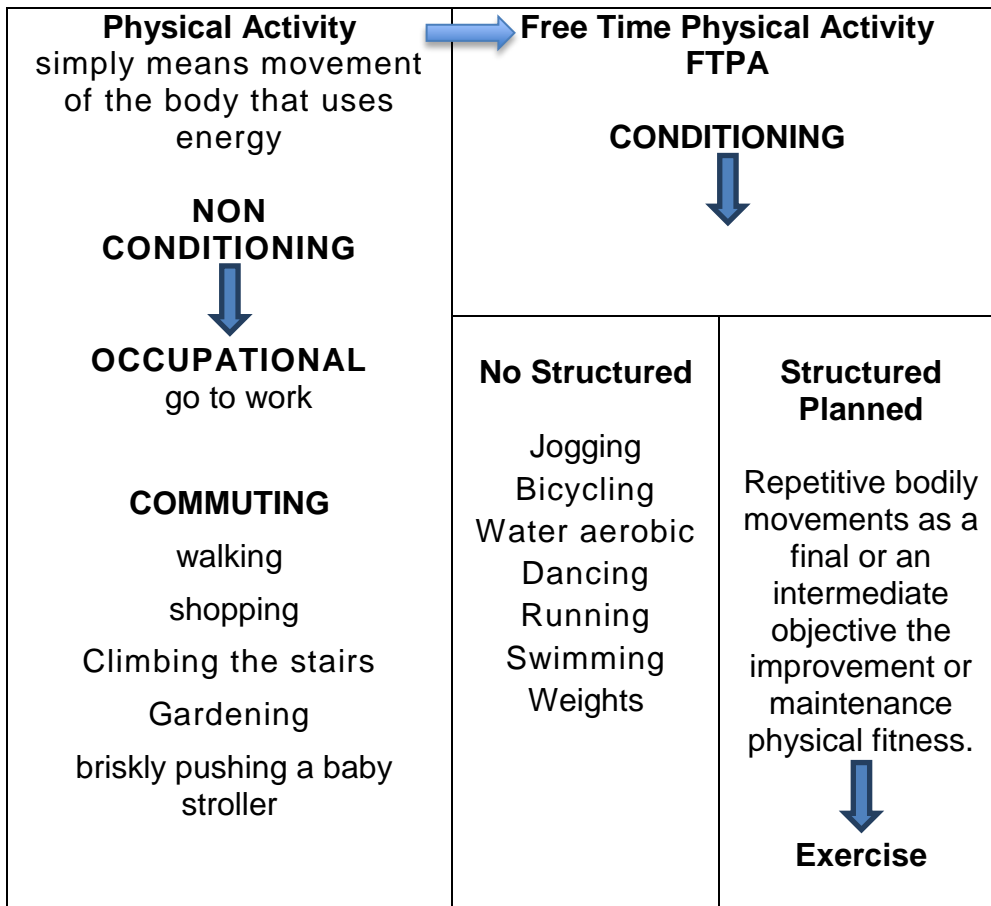 Physical Activity
simply means movement
of the body that uses
energy
NON
CONDITIONING
OCCUPATIONAL
go to work
COMMUTING
walking
shopping
Climbing the stairs
Gardening
briskly pushing a baby
stroller
Free Time Physical Activity
FTPA
CONDITIONING
No Structured
Jogging
Bicycling
Water aerobic
Dancing
Running
Swimming
Weights
Structured
Planned
Repetitive bodily
movements as a
final or an
intermediate
objective the
improvement or
maintenance
physical fitness.
Exercise